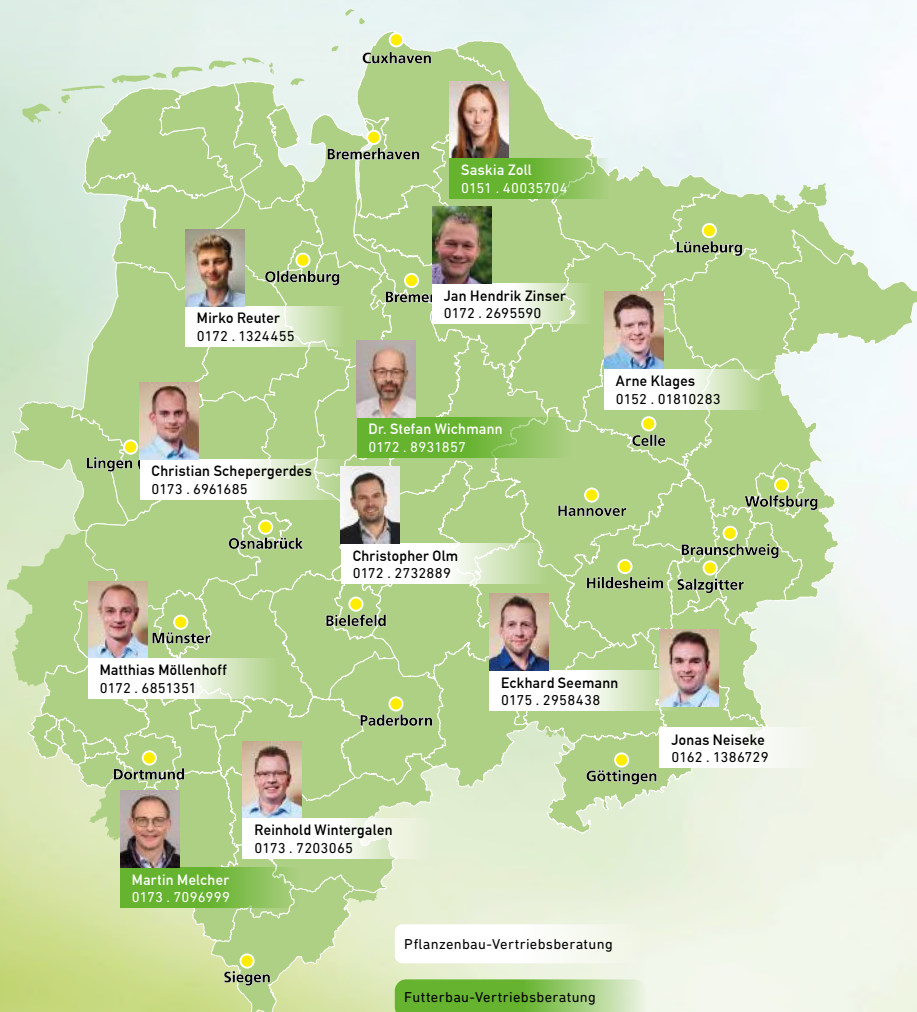 Cuxhaven
Bremerhaven
Saskia Zoll
0151 . 40035704
Lüneburg
Oldenburg
Bremen
Jan Hendrik Zinser
0172 . 2695590
Mirko Reuter
0172 . 1324455
Arne Klages
0152 . 01810283
Dr. Stefan Wichmann
0172 . 8931857
Celle
Lingen
Christian Schepergerdes
0173 . 6961685
Wolfsburg
Hannover
Osnabrück
Braunschweig
Christopher Olm
0172 . 2732889
Hildesheim
Salzgitter
Bielefeld
Münster
Matthias Möllenhoff
0172 . 6851351
Eckhard Seemann
0175 . 2958438
Paderborn
Jonas Neiseke
0162 . 1386729
Dortmund
Göttingen
Reinhold Wintergalen
0173 . 7203065
Martin Melcher
0173 . 7096999
Pflanzenbau-Vertriebsberatung
Siegen
Futterbau-Vertriebsberatung